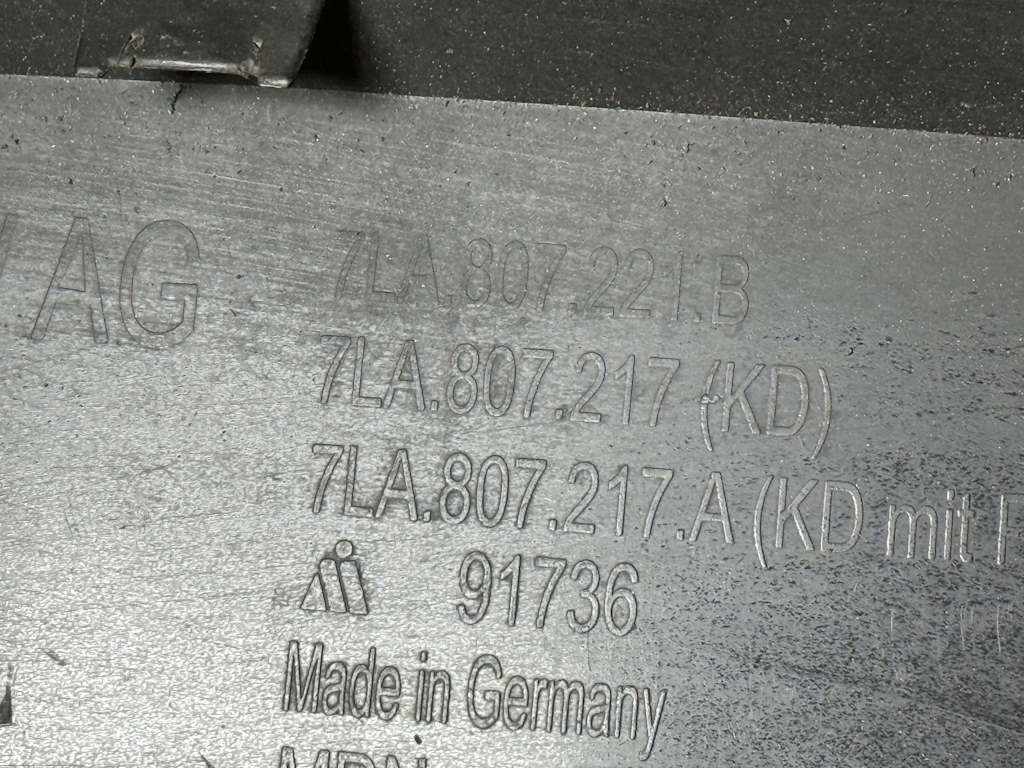 AG 7LA.807.221.B
7LA.807.217 (KD)
7LA.807.217.A (KD mit
91736
Made in Germany